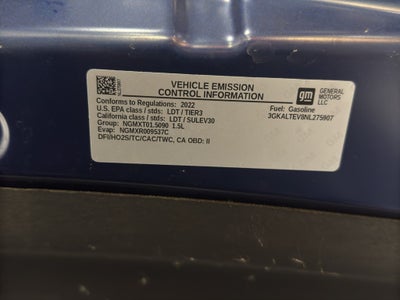 VEHICLE EMISSION
CONTROL INFORMATION
gm
GENERAL
MOTORS
LLC
Conforms to Regulations: 2022
U.S. EPA class / stds: LDT / TIER3
California class / stds: LDT / SULEV30
Group: NGMXT01.5090 1.5L
Evap: NGMXR0095937C
DFI/HO2S/TC/CAC/TWC, CA OBD: II
Fuel: Gasoline
3GKALTEV8NL275907